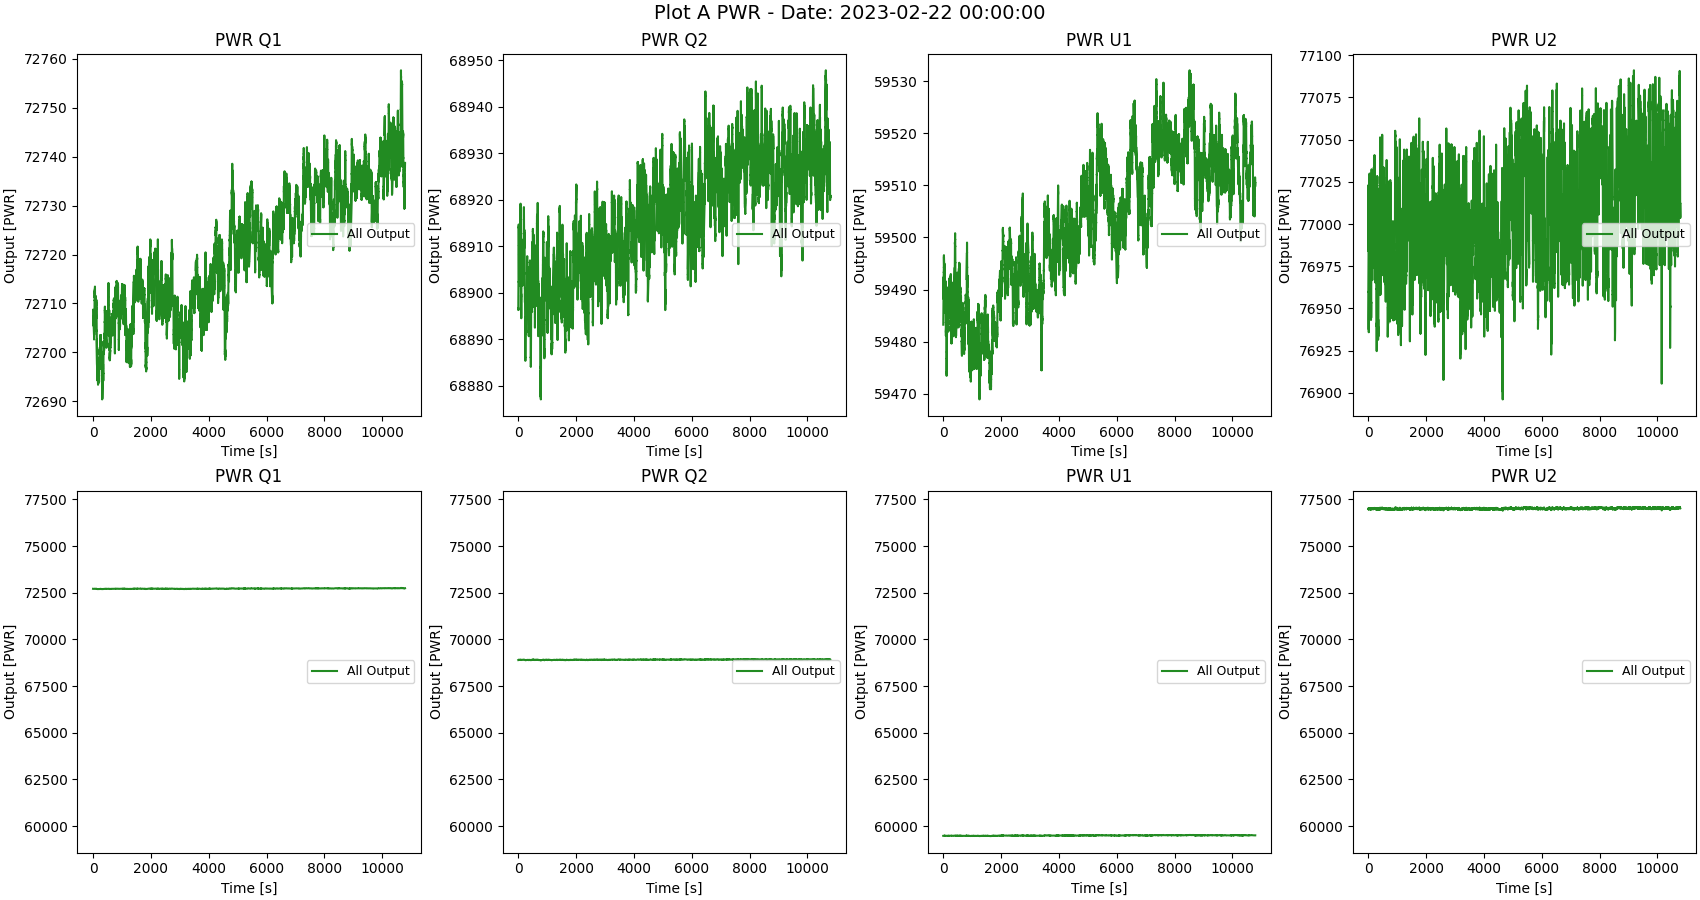 Plot A PWR - Date: 2023-02-22 00:00:00
PWR Q1
72760
72750
72740
72730
72720
72710
72700
72690
Output [PWR]
0 2000 4000 6000 8000 10000
Time [s]
All Output
PWR Q2
68950
68940
68930
68920
68910
68900
68890
68880
Output [PWR]
0 2000 4000 6000 8000 10000
Time [s]
All Output
PWR U1
59530
59520
59510
59500
59490
59480
59470
Output [PWR]
0 2000 4000 6000 8000 10000
Time [s]
All Output
PWR U2
77100
77075
77050
77025
77000
76975
76950
76925
76900
Output [PWR]
0 2000 4000 6000 8000 10000
Time [s]
All Output
PWR Q1
77500
75000
72500
70000
67500
65000
62500
60000
Output [PWR]
0 2000 4000 6000 8000 10000
Time [s]
All Output
PWR Q2
77500
75000
72500
70000
67500
65000
62500
60000
Output [PWR]
0 2000 4000 6000 8000 10000
Time [s]
All Output
PWR U1
77500
75000
72500
70000
67500
65000
62500
60000
Output [PWR]
0 2000 4000 6000 8000 10000
Time [s]
All Output
PWR U2
77500
75000
72500
70000
67500
65000
62500
60000
Output [PWR]
0 2000 4000 6000 8000 10000
Time [s]
All Output